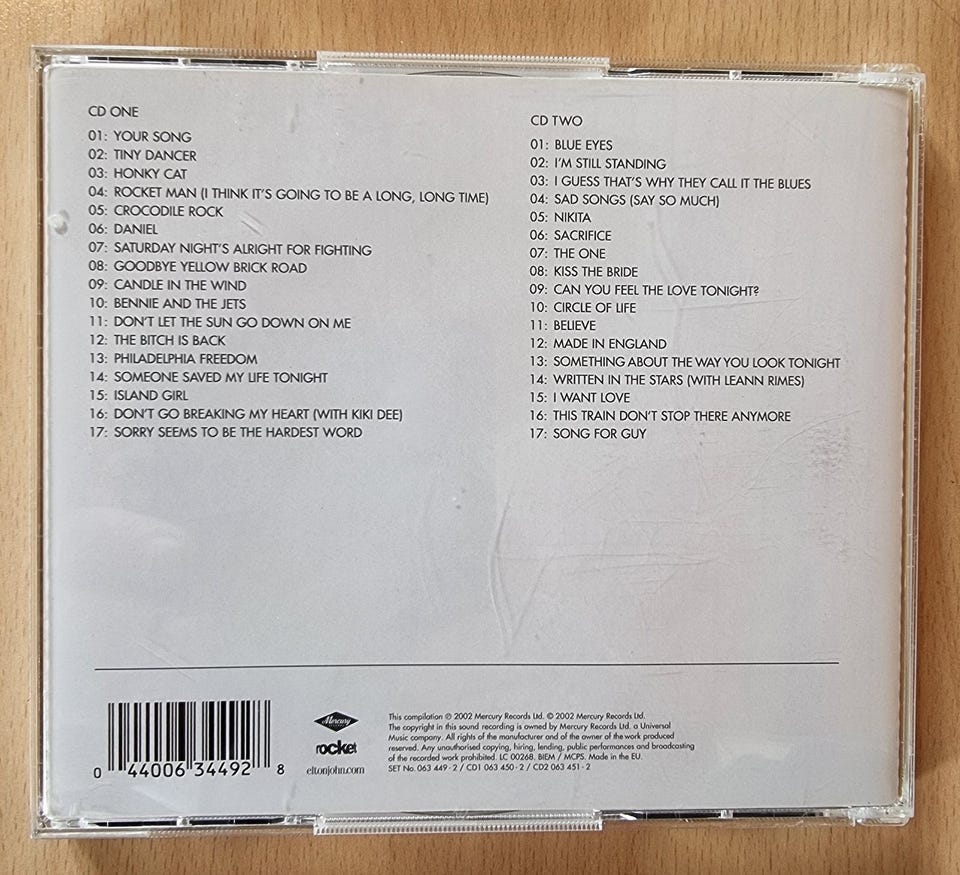 CD ONE
01: YOUR SONG
02: TINY DANCER
03: HONKY CAT
04: ROCKET MAN (I THINK IT'S GOING TO BE A LONG, LONG TIME)
05: CROCODILE ROCK
06: DANIEL
07: SATURDAY NIGHT'S ALRIGHT FOR FIGHTING
08: GOODBYE YELLOW BRICK ROAD
09: CANDLE IN THE WIND
10: BENNIE AND THE JETS
11: DON'T LET THE SUN GO DOWN ON ME
12: THE BITCH IS BACK
13: PHILADELPHIA FREEDOM
14: SOMEONE SAVED MY LIFE TONIGHT
15: ISLAND GIRL
16: DON'T GO BREAKING MY HEART (WITH KIKI DEE)
17: SORRY SEEMS TO BE THE HARDEST WORD
CD TWO
01: BLUE EYES
02: I'M STILL STANDING
03: I GUESS THAT'S WHY THEY CALL IT THE BLUES
04: SAD SONGS (SAY SO MUCH)
05: NIKITA
06: SACRIFICE
07: THE ONE
08: KISS THE BRIDE
09: CAN YOU FEEL THE LOVE TONIGHT?
10: CIRCLE OF LIFE
11: BELIEVE
12: MADE IN ENGLAND
13: SOMETHING ABOUT THE WAY YOU LOOK TONIGHT
14: WRITTEN IN THE STARS (WITH LEANN RIMES)
15: I WANT LOVE
16: THIS TRAIN DON'T STOP THERE ANYMORE
17: SONG FOR GUY
0 44006 34492 8
Mercury
rocket
eltonjohn.com
This compilation ℗ 2002 Mercury Records Ltd. © 2002 Mercury Records Ltd.
The copyright in this sound recording is owned by Mercury Records Ltd. a Universal
Music company. All rights of the manufacturer and of the owner of the work produced
reserved. Any unauthorised copying, hiring, lending, public performances and broadcasting
of the recorded work prohibited. LC 00268. BIEM / MCPS. Made in the EU.
SET No. 063 449-2 / CD1 063 450-2 / CD2 063 451-2